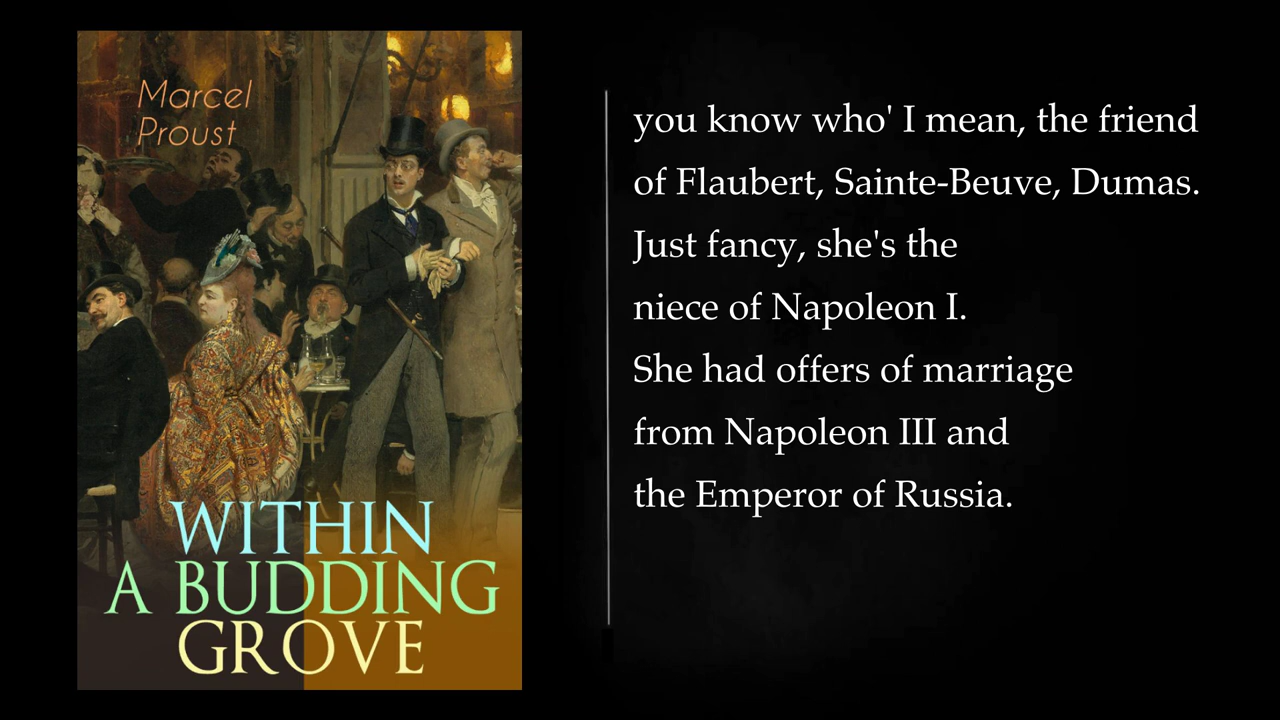 Marcel
Proust
WITHIN
A BUDDING
GROVE
you know who' I mean, the friend
of Flaubert, Sainte-Beuve, Dumas.
Just fancy, she's the
niece of Napoleon I.
She had offers of marriage
from Napoleon III and
the Emperor of Russia.